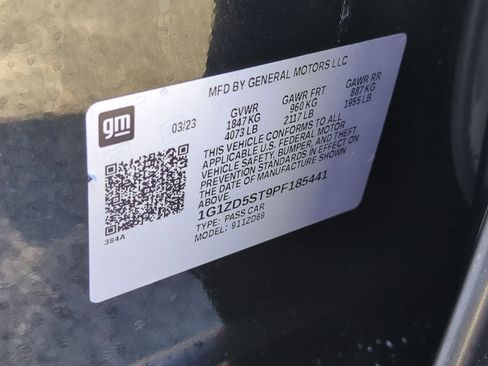 MFD BY GENERAL MOTORS LLC
gm
03/23
GVWR GAWR FRT GAWR RR
1847 KG 960 KG 887 KG
4073 LB 2117 LB 1955 LB
THIS VEHICLE CONFORMS TO ALL
APPLICABLE U.S. FEDERAL MOTOR
VEHICLE SAFETY, BUMPER, AND THEFT
PREVENTION STANDARDS IN EFFECT ON
THE DATE OF MANUFACTURE SHOWN
ABOVE.
1G1ZD5ST9PF185441
TYPE: PASS CAR
MODEL: 911ZD69
384A